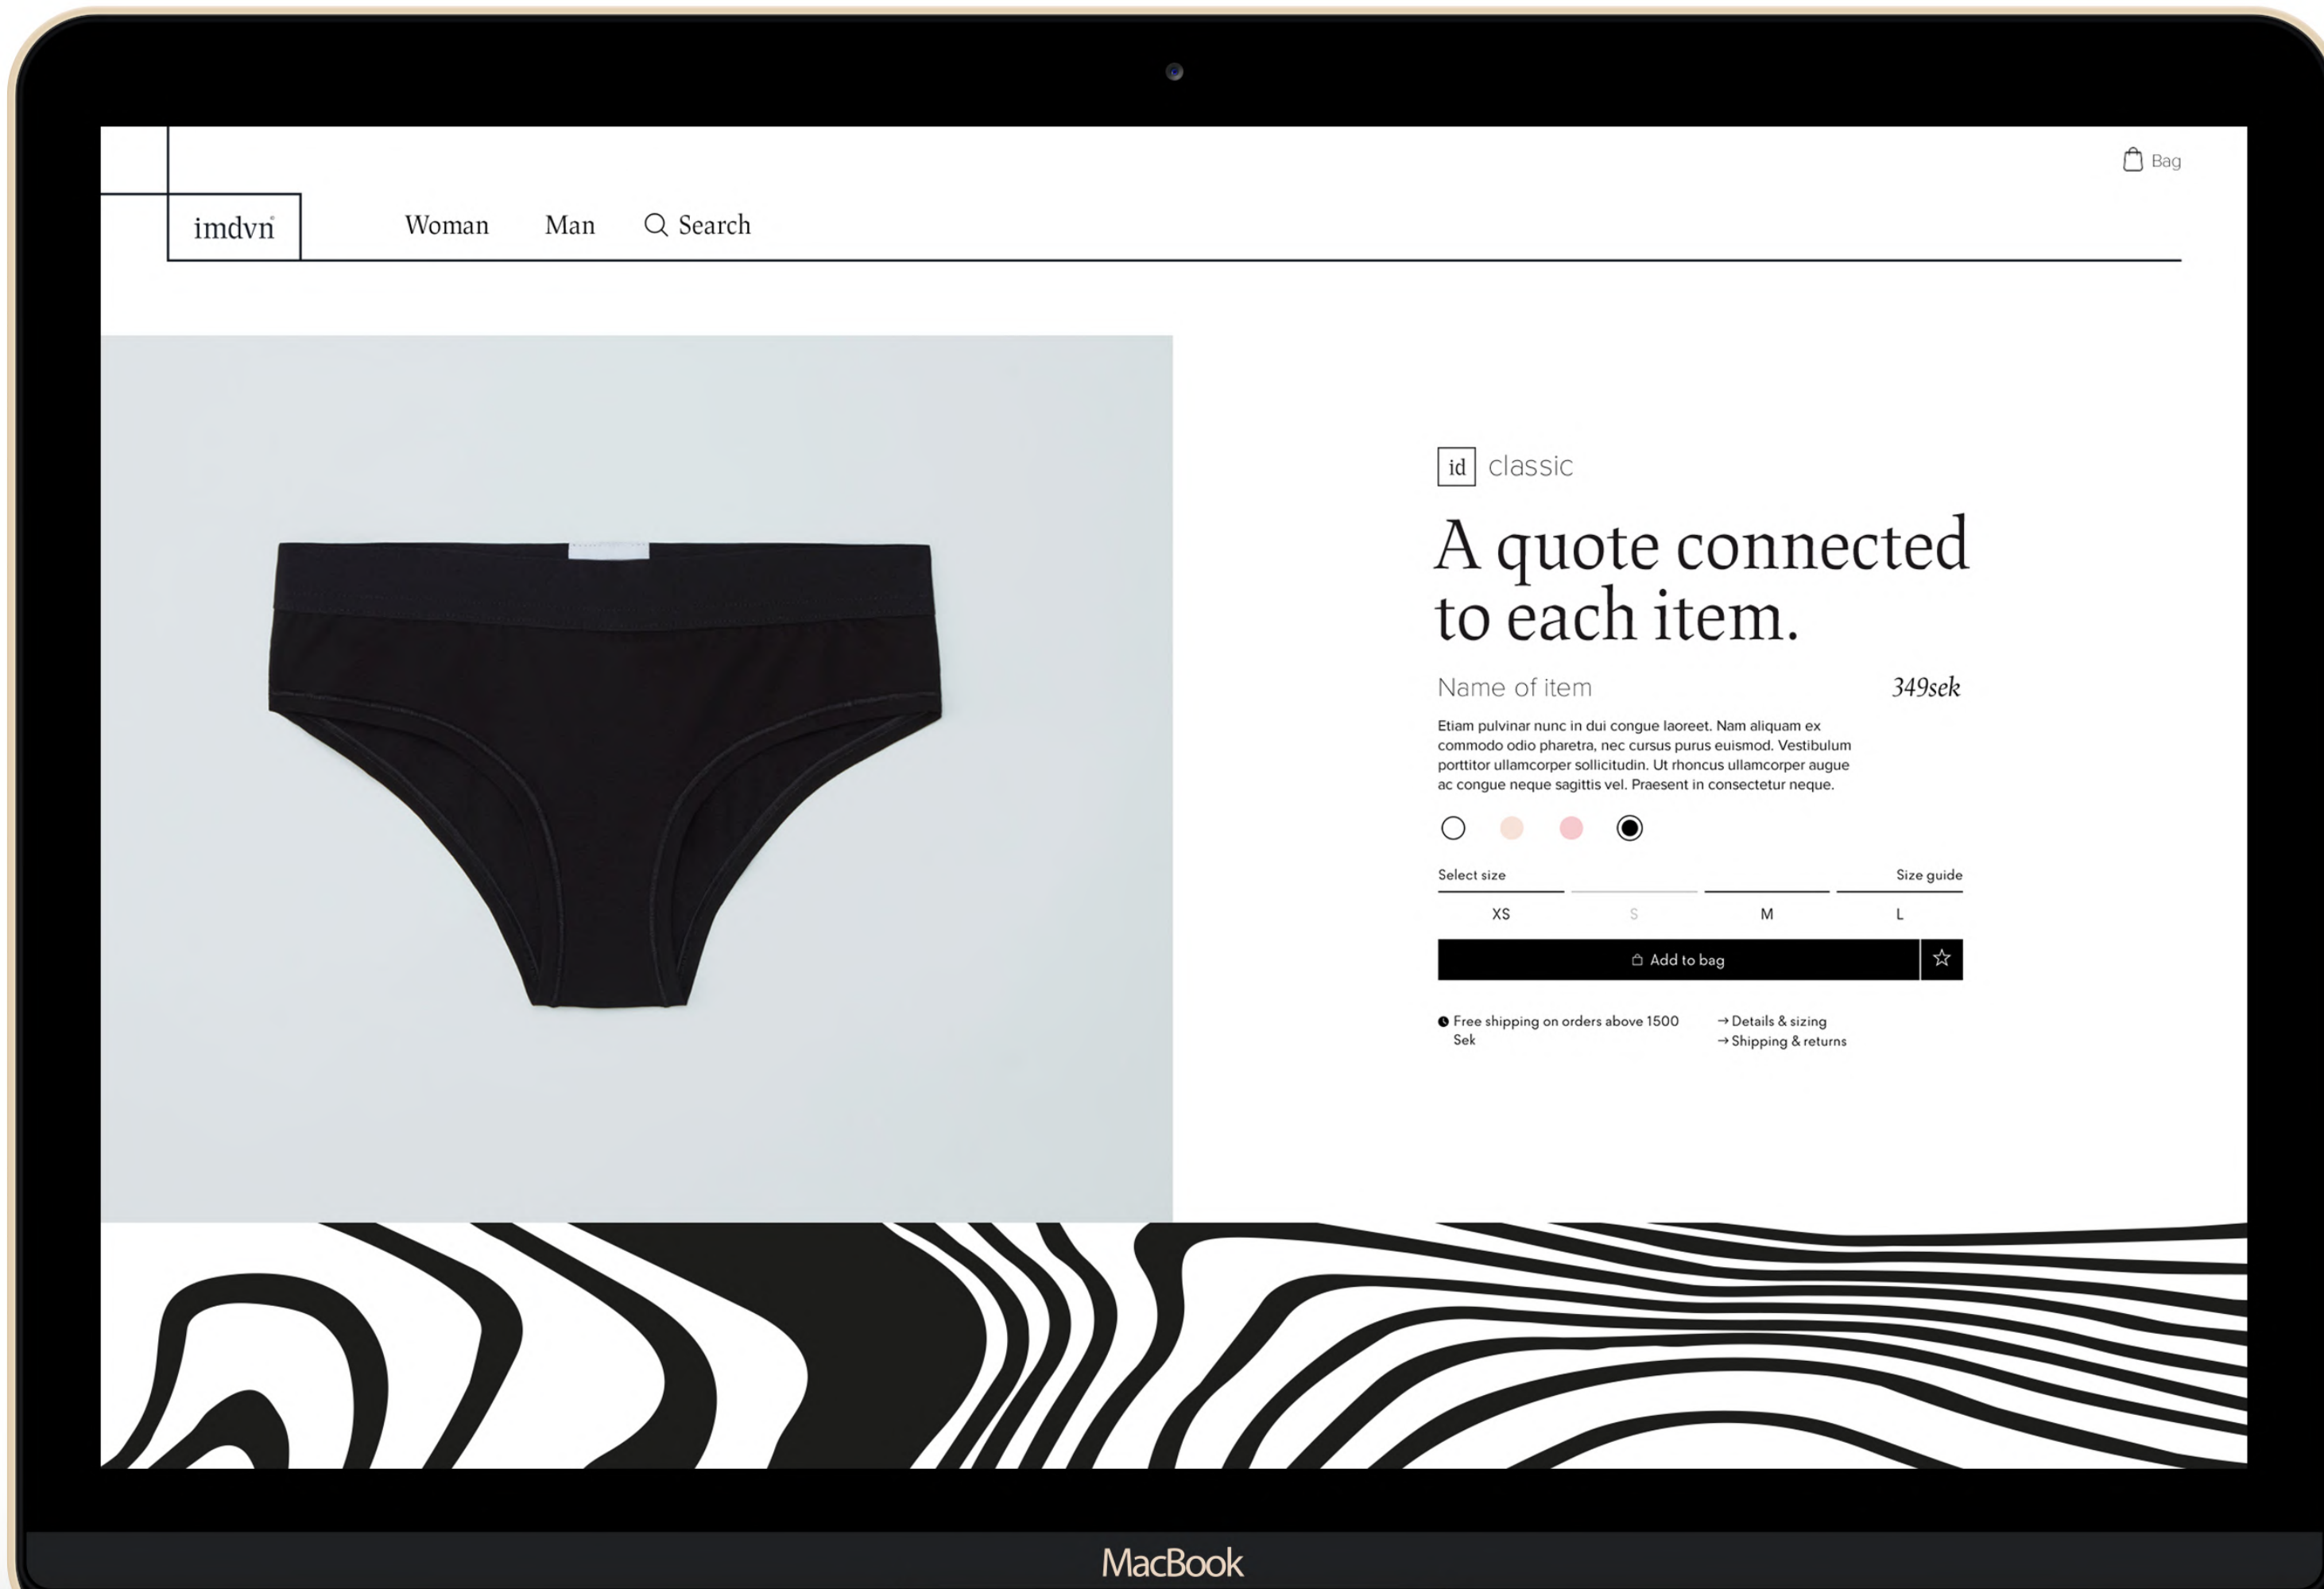 Bag
imdvn®
Woman Man Search
id classic
A quote connected
to each item.
Name of item 349sek
Etiam pulvinar nunc in dui congue laoreet. Nam aliquam ex
commodo odio pharetra, nec cursus purus euismod. Vestibulum
porttitor ullamcorper sollicitudin. Ut rhoncus ullamcorper augue
ac congue neque sagittis vel. Praesent in consectetur neque.
Select size Size guide
XS S M L
Add to bag
Free shipping on orders above 1500
Sek
→ Details & sizing
→ Shipping & returns
MacBook